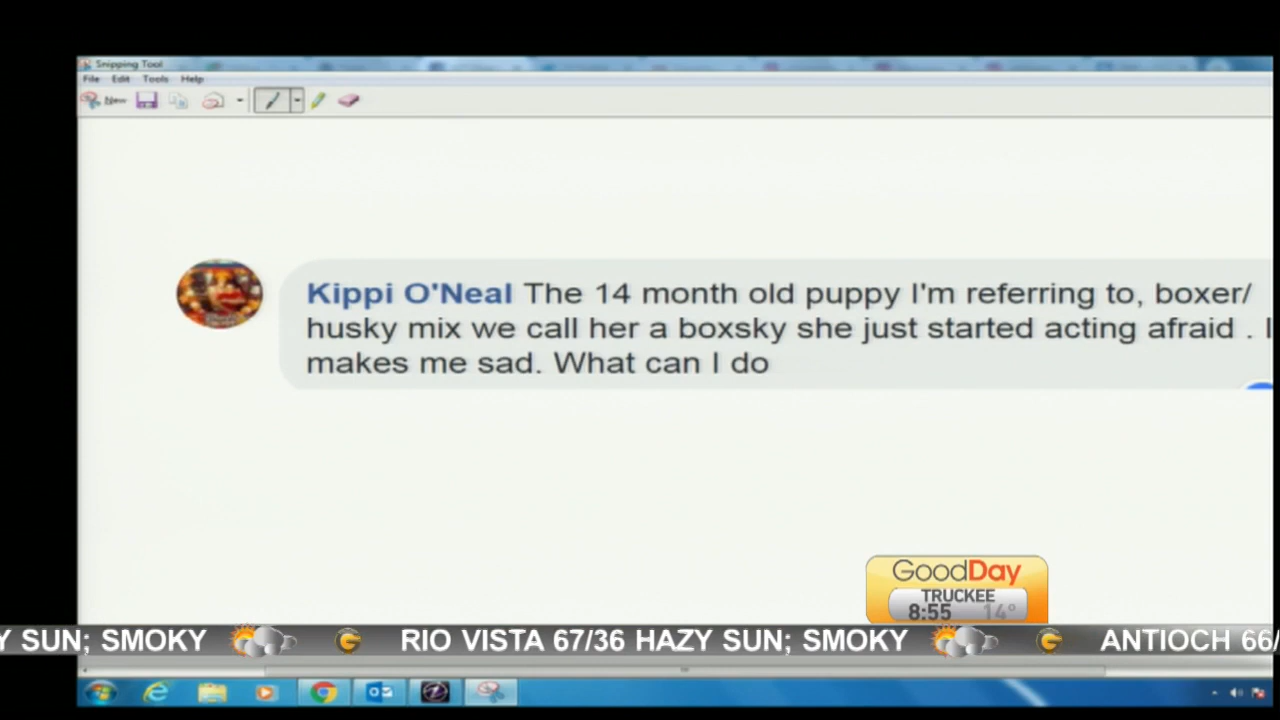 Snipping Tool
File Edit Tools Help
New
Kippi O'Neal The 14 month old puppy I'm referring to, boxer/
husky mix we call her a boxsky she just started acting afraid . I
makes me sad. What can I do
GoodDay
TRUCKEE
8:55 14°
Y SUN; SMOKY RIO VISTA 67/36 HAZY SUN; SMOKY ANTIOCH 66/